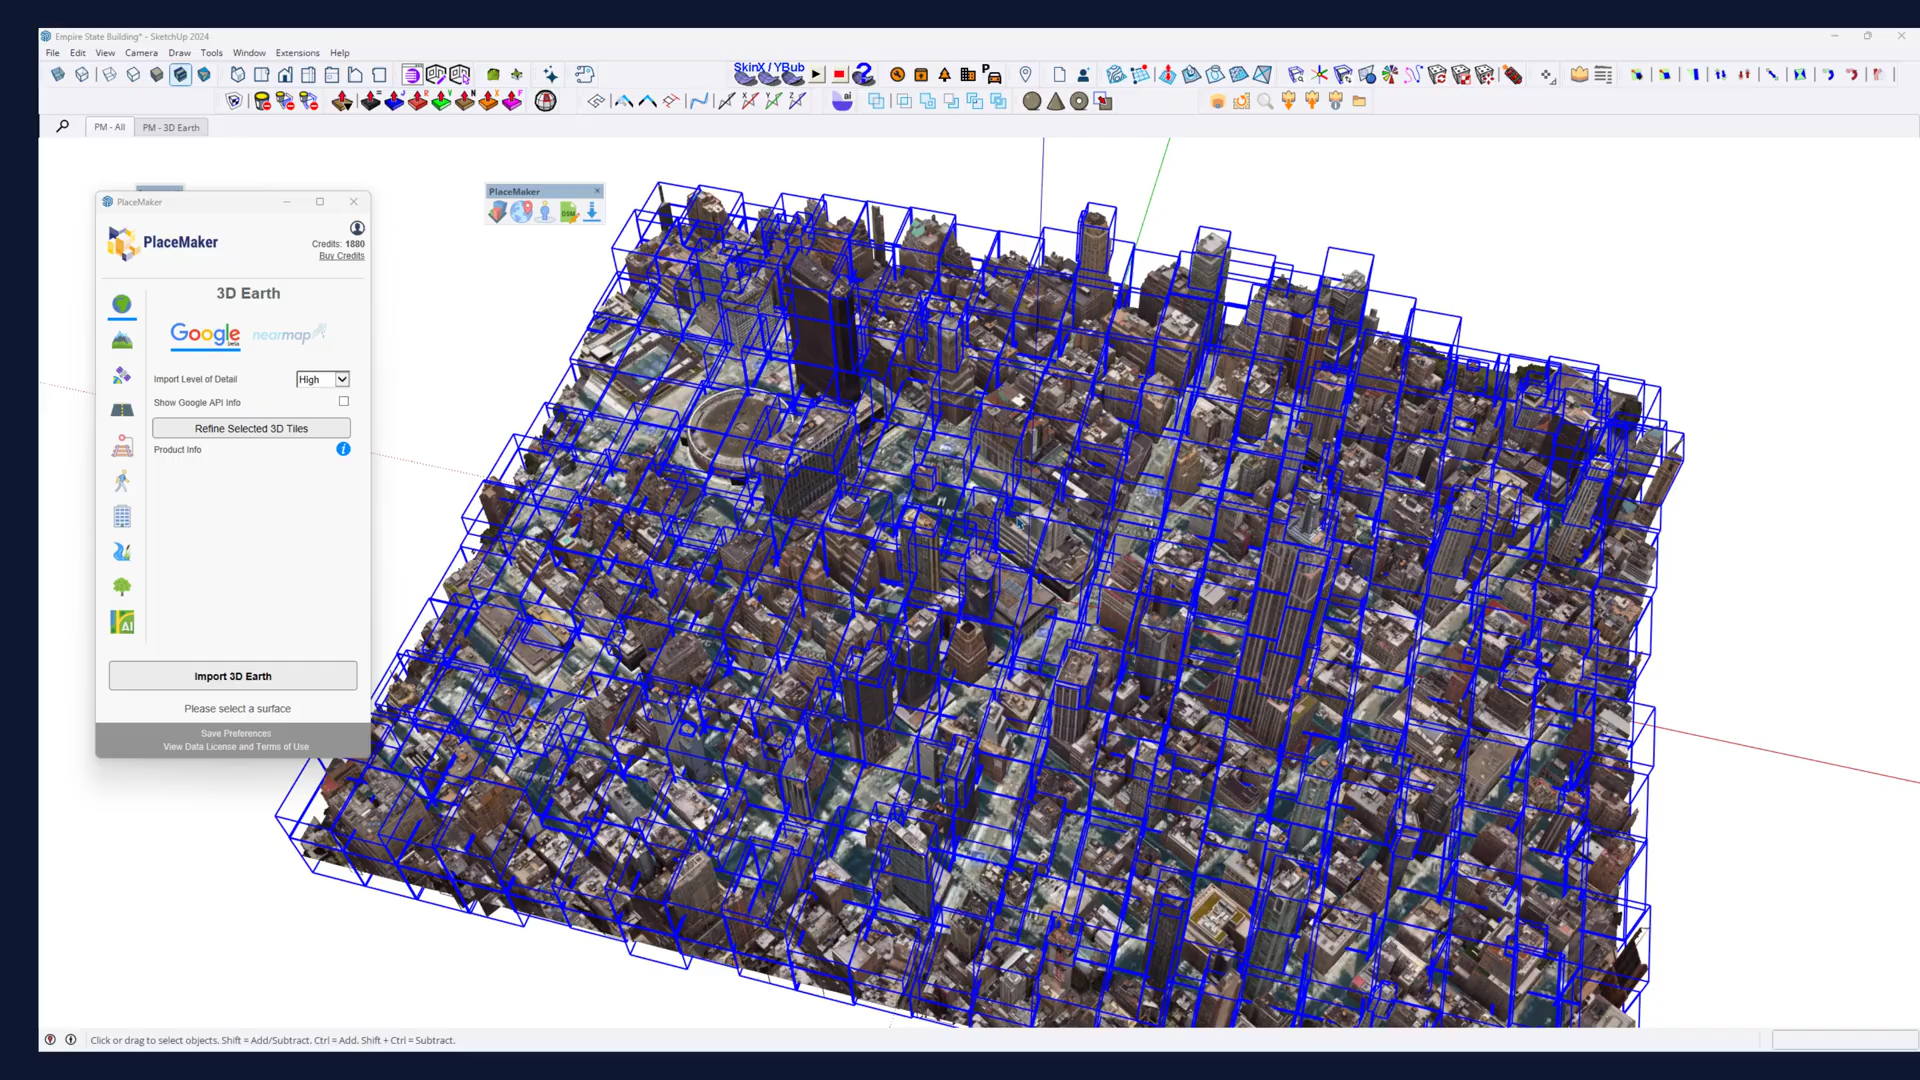 Empire State Building* - SketchUp 2024
File Edit View Camera Draw Tools Window Extensions Help
SkinX / YBub
P
ai
PM - All
PM - 3D Earth
PlaceMaker
PlaceMaker
DSM
PlaceMaker
Credits: 1880
Buy Credits
3D Earth
Google
beta
nearmap
Import Level of Detail
High
Show Google API Info
Refine Selected 3D Tiles
Product Info
AI
Import 3D Earth
Please select a surface
Save Preferences
View Data License and Terms of Use
Click or drag to select objects. Shift = Add/Subtract. Ctrl = Add. Shift + Ctrl = Subtract.